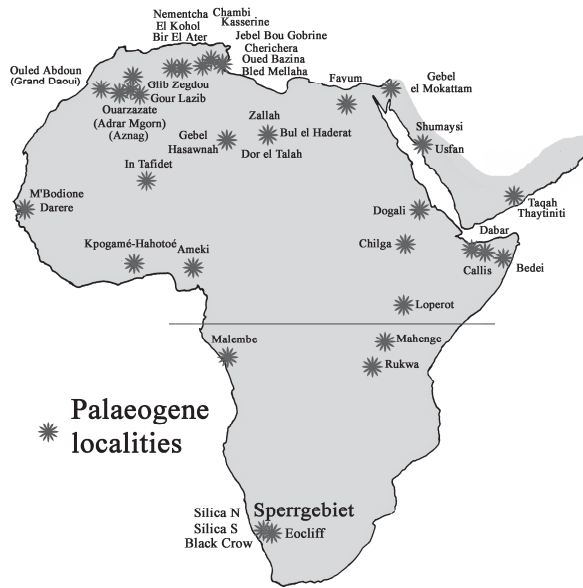 Nementcha
El Kohol
Bir El Ater
Chambi
Kasserine
Jebel Bou Gobrine
Cherichera
Oued Bazina
Bled Mellaha
Ouled Abdoun
(Grand Daoui)
Glib Zegdou
Gour Lazib
Ouarzazate
(Adrar Mgorn)
(Aznag)
Fayum
Gebel
el Mokattam
Zallah
Bul el Haderat
Dor el Talah
Gebel
Hasawnah
Shumaysi
Usfan
In Tafidet
M'Bodione
Darere
Dogali
Taqah
Thaytiniti
Kpogamé-Hahotoé
Ameki
Chilga
Dabar
Callis
Bedei
Loperot
Malembe
Mahenge
Rukwa
Palaeogene
localities
Silica N
Silica S
Black Crow
Sperrgebiet
Eocliff